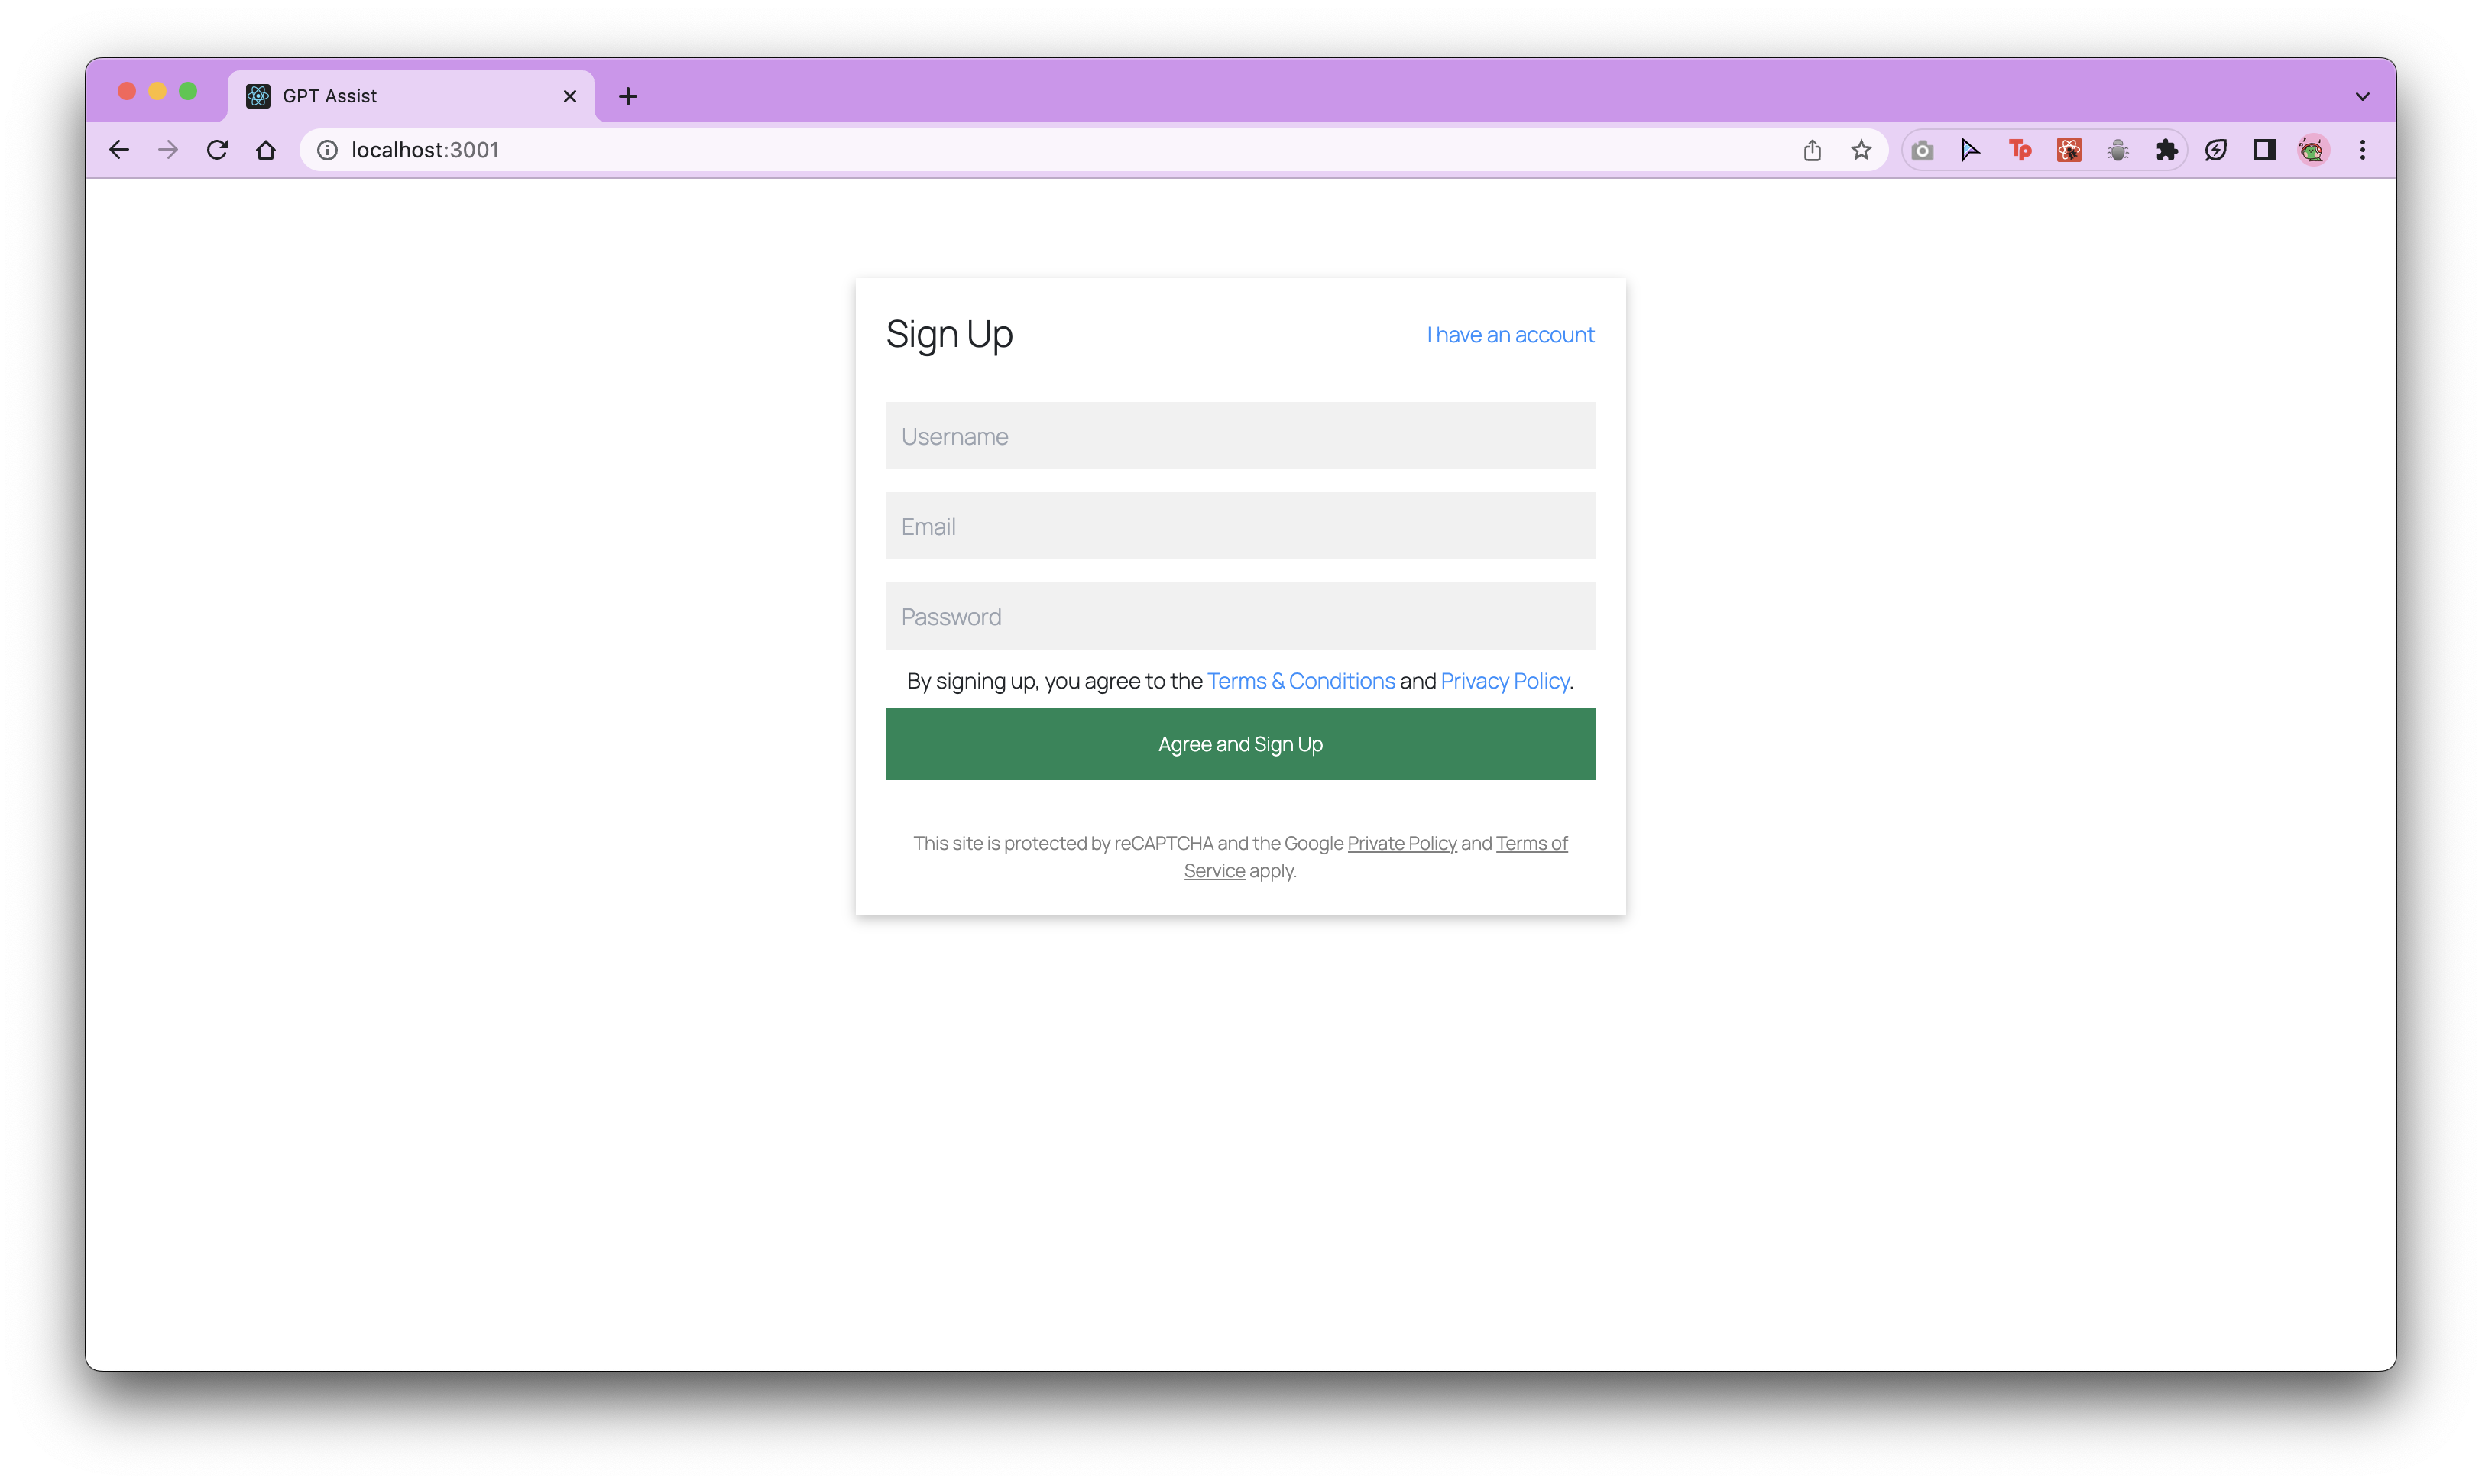 GPT Assist
localhost:3001
Tp
Sign Up
I have an account
Username
Email
Password
By signing up, you agree to the Terms & Conditions and Privacy Policy.
Agree and Sign Up
This site is protected by reCAPTCHA and the Google Private Policy and Terms of
Service apply.